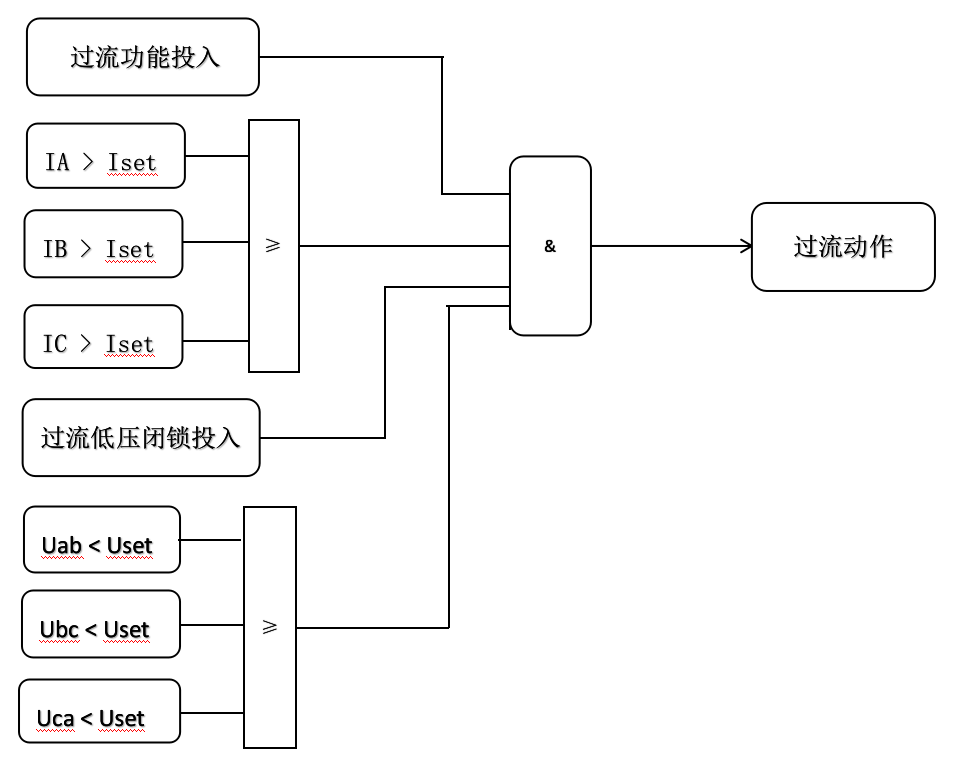 过流功能投入
IA > Iset
IB > Iset
IC > Iset
≥
&
过流动作
过流低压闭锁投入
Uab < Uset
Ubc < Uset
Uca < Uset
≥